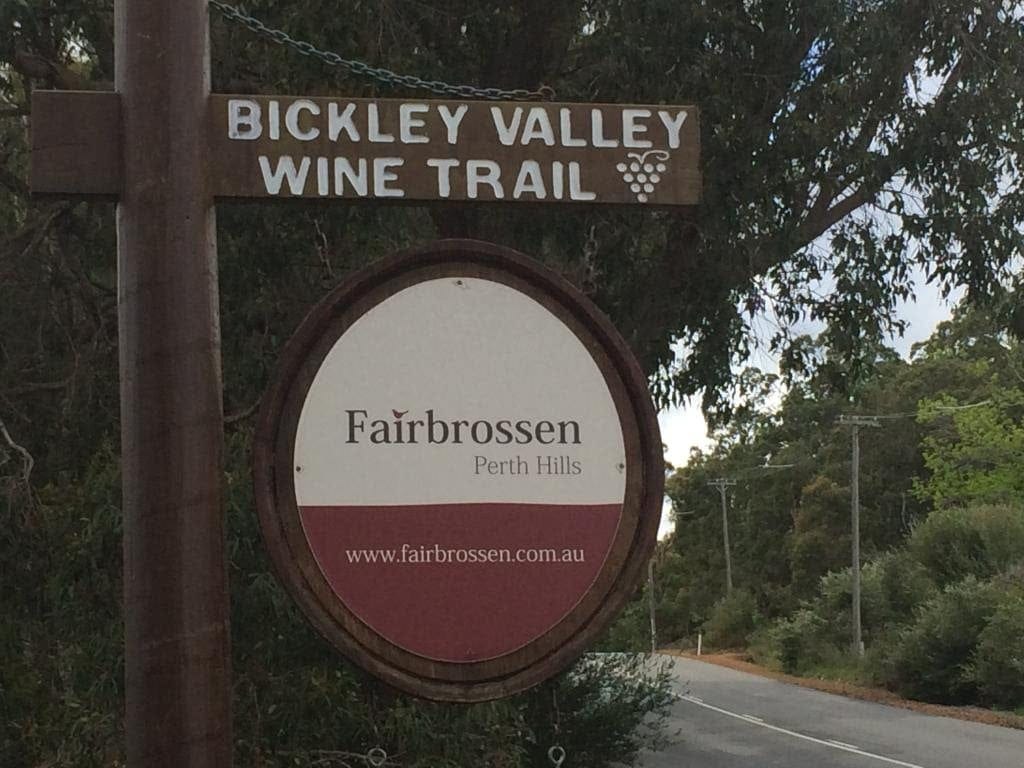 BICKLEY VALLEY
WINE TRAIL
Fairbrossen
Perth Hills
www.fairbrossen.com.au